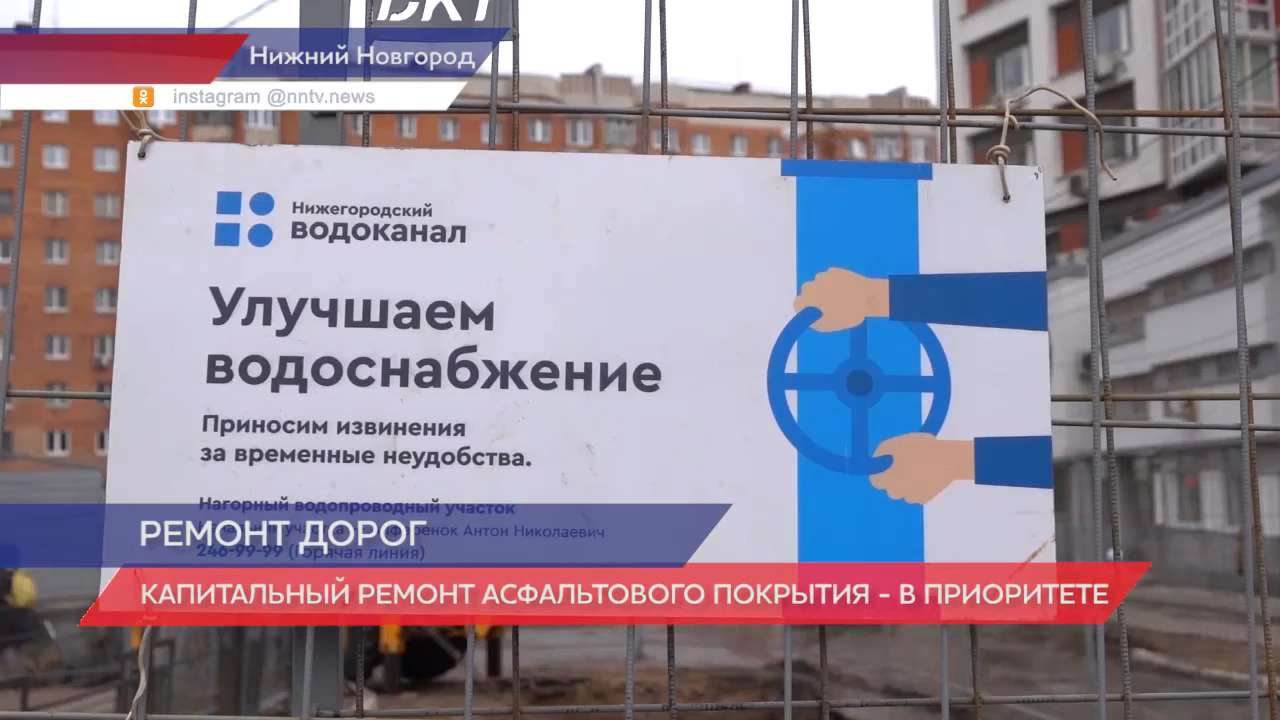 Нижний Новгород
instagram @nntv.news
Нижегородский
ВОДОКАНАЛ
Улучшаем
водоснабжение
Приносим извинения
за временные неудобства.
Нагорный водопроводный участок
Антон Николаевич
246-99-99 (Горячая линия)
РЕМОНТ ДОРОГ
КАПИТАЛЬНЫЙ РЕМОНТ АСФАЛЬТОВОГО ПОКРЫТИЯ - В ПРИОРИТЕТЕ